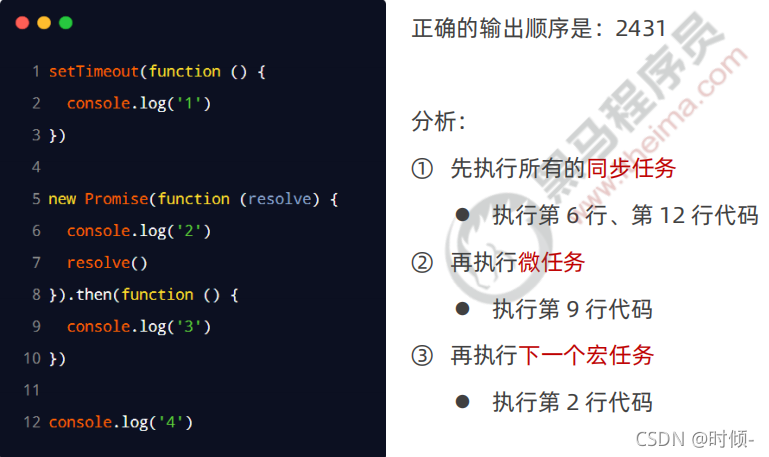 1 setTimeout(function () {
2 console.log('1')
3 })
4
5 new Promise(function (resolve) {
6 console.log('2')
7 resolve()
8 }).then(function () {
9 console.log('3')
10 })
11
12 console.log('4')
正确的输出顺序是：2431
分析：
① 先执行所有的同步任务
● 执行第 6 行、第 12 行代码
② 再执行微任务
● 执行第 9 行代码
③ 再执行下一个宏任务
● 执行第 2 行代码
黑马程序员
www.itheima.com
CSDN @时倾-